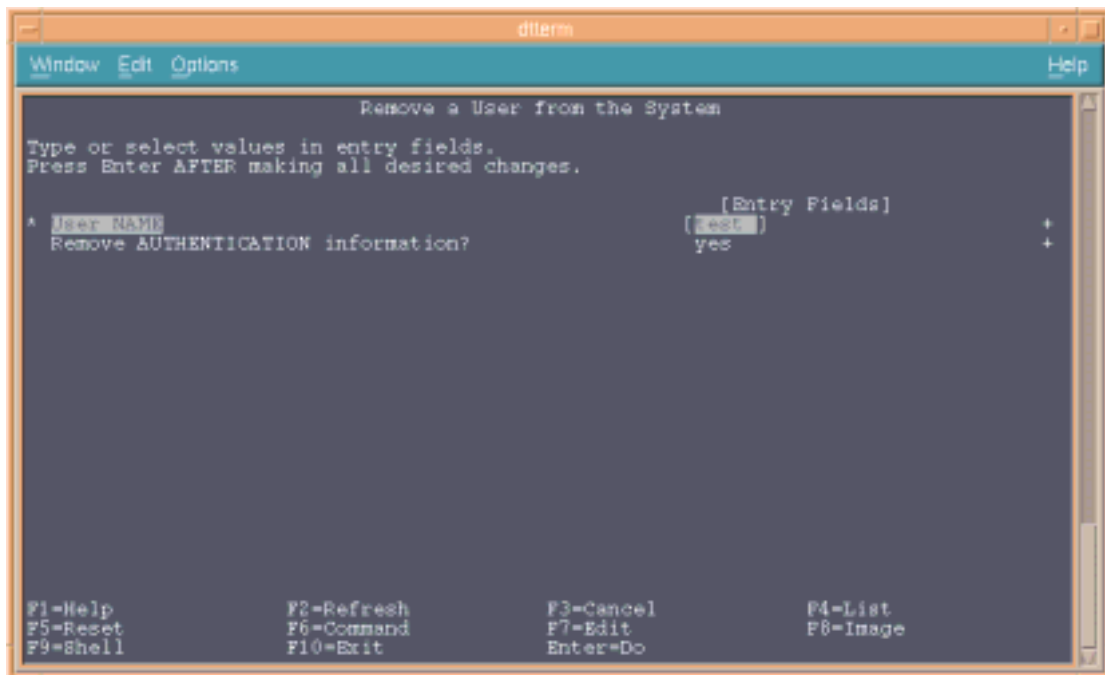 dtterm
Window Edit Options Help
Remove a User from the System
Type or select values in entry fields.
Press Enter AFTER making all desired changes.
[Entry Fields]
* User NAME [test ] +
Remove AUTHENTICATION information? yes +
F1=Help F2=Refresh F3=Cancel F4=List
F5=Reset F6=Command F7=Edit F8=Image
F9=Shell F10=Exit Enter=Do